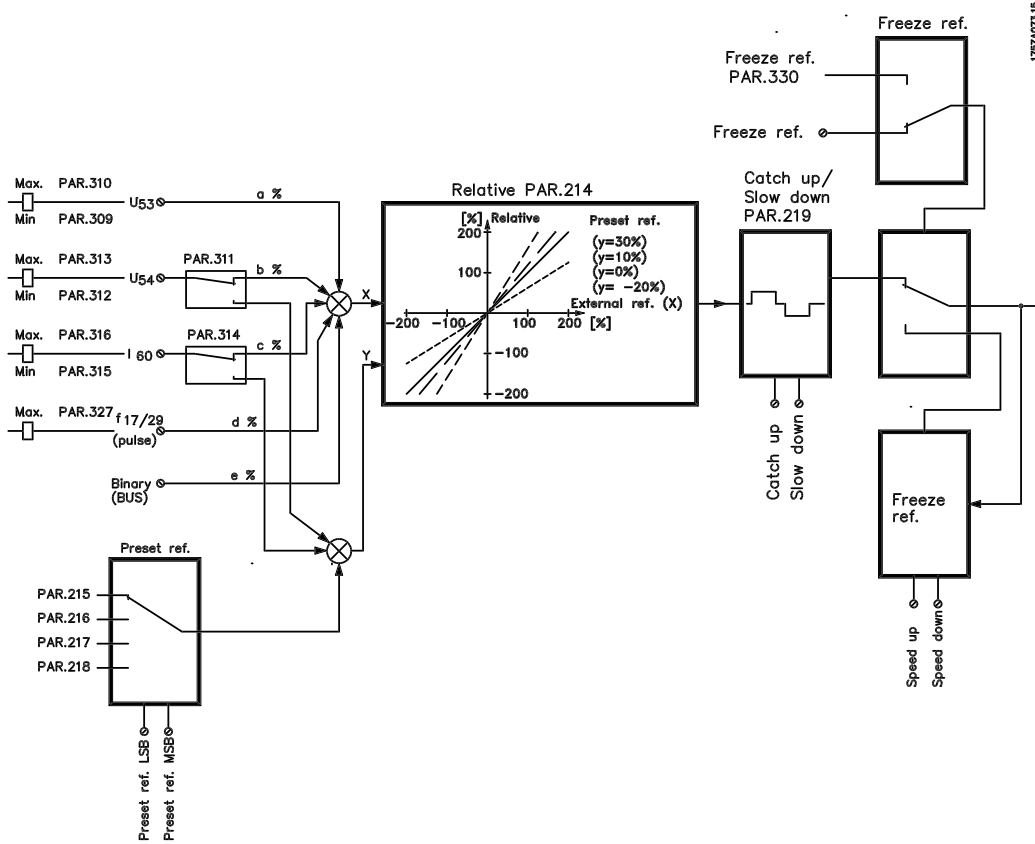 Freeze ref.
Freeze ref.
PAR.330
Freeze ref.
Catch up/
Slow down
PAR.219
Max. PAR.310
U53
a %
Min PAR.309
Max. PAR.313
U54
PAR.311
b %
Min PAR.312
Max. PAR.316
I 60
PAR.314
c %
Min PAR.315
Max. PAR.327
f 17/29
(pulse)
d %
Binary
(BUS)
e %
X
Y
Relative PAR.214
[%] Relative
200
100
-200 -100
100 200
[%]
-100
-200
Preset ref.
(y=30%)
(y=10%)
(y=0%)
(y= -20%)
External ref. (X)
Catch up
Slow down
Freeze
ref.
Speed up
Speed down
Preset ref.
PAR.215
PAR.216
PAR.217
PAR.218
Preset ref. LSB
Preset ref. MSB